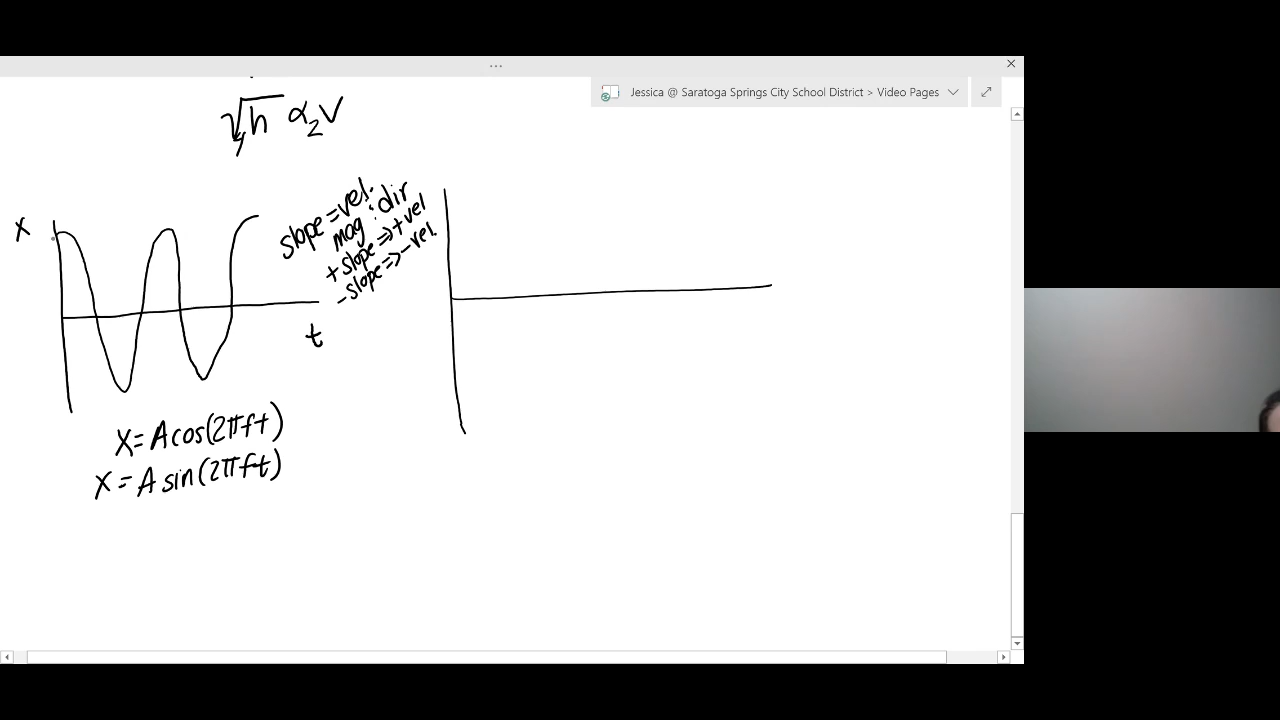 Jessica @ Saratoga Springs City School District > Video Pages
√h α₂V
x
slope = vel.
mag : dir
+ slope => + vel
- slope => - vel.
t
x = A cos(2πft)
x = A sin(2πft)